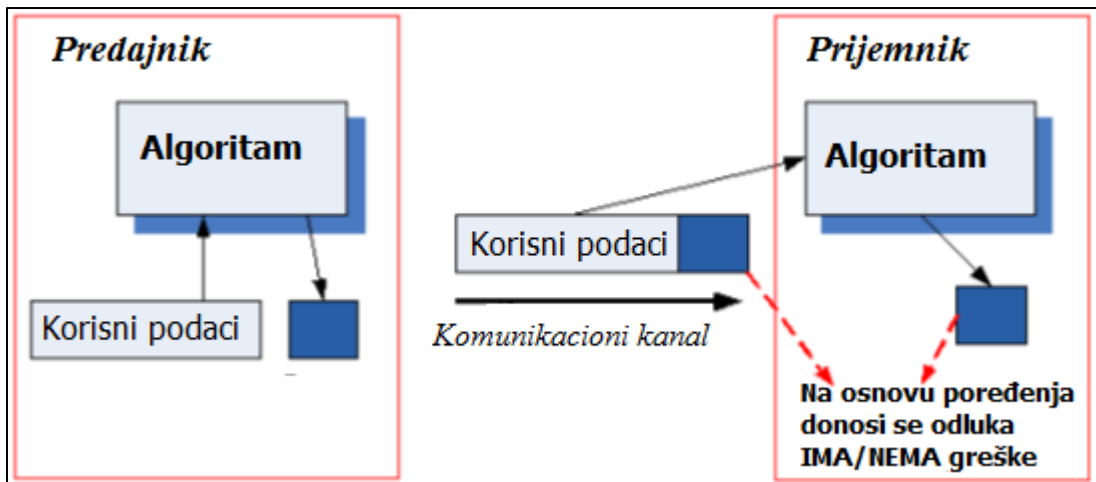 Predajnik
Algoritam
Korisni podaci
Korisni podaci
Komunikacioni kanal
Prijemnik
Algoritam
Na osnovu poređenja
donosi se odluka
IMA/NEMA greške